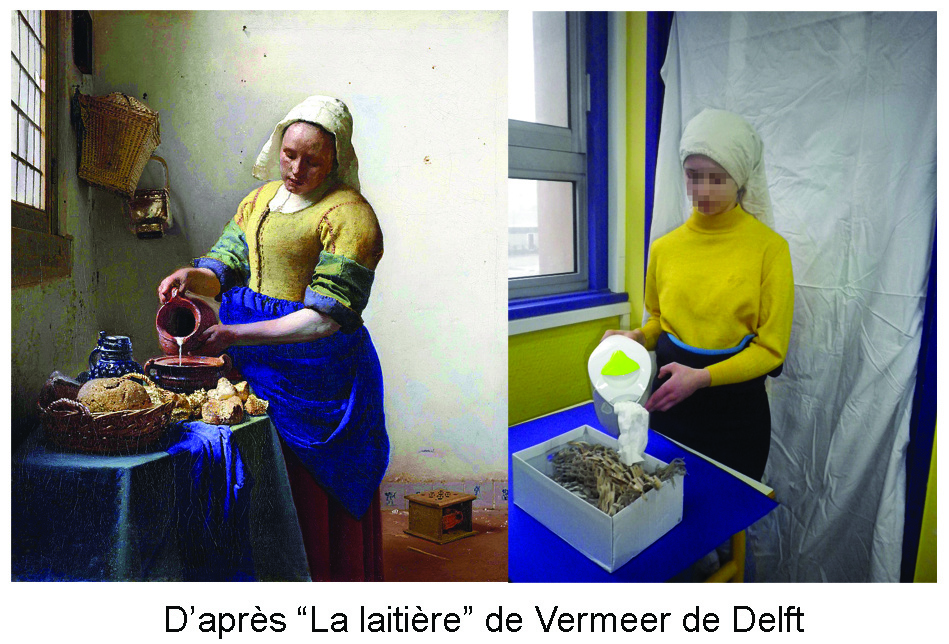 D’après “La laitière” de Vermeer de Delft